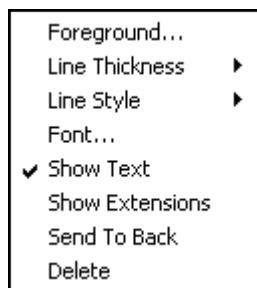 Foreground...
Line Thickness
Line Style
Font...
Show Text
Show Extensions
Send To Back
Delete